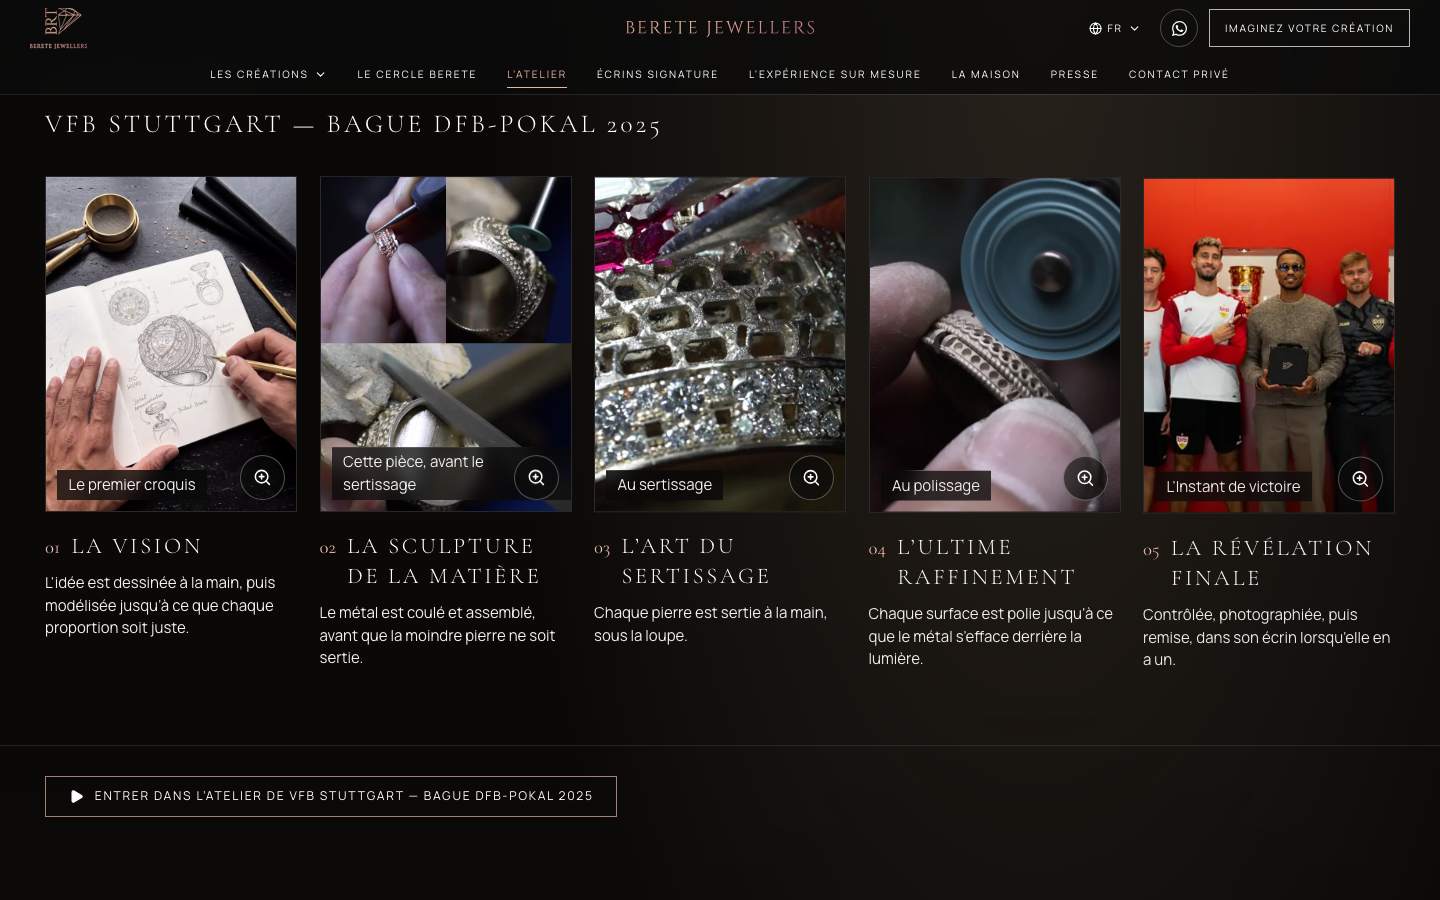 BRT
BERETE JEWELLERS
BERETE JEWELLERS
FR
IMAGINEZ VOTRE CRÉATION
LES CRÉATIONS
LE CERCLE BERETE
L'ATELIER
ÉCRINS SIGNATURE
L'EXPÉRIENCE SUR MESURE
LA MAISON
PRESSE
CONTACT PRIVÉ
VFB STUTTGART — BAGUE DFB-POKAL 2025
Le premier croquis
Cette pièce, avant le
sertissage
Au sertissage
Au polissage
L'Instant de victoire
01 LA VISION
L'idée est dessinée à la main, puis
modélisée jusqu'à ce que chaque
proportion soit juste.
02 LA SCULPTURE
DE LA MATIÈRE
Le métal est coulé et assemblé,
avant que la moindre pierre ne soit
sertie.
03 L'ART DU
SERTISSAGE
Chaque pierre est sertie à la main,
sous la loupe.
04 L'ULTIME
RAFFINEMENT
Chaque surface est polie jusqu'à ce
que le métal s'efface derrière la
lumière.
05 LA RÉVÉLATION
FINALE
Contrôlée, photographiée, puis
remise, dans son écrin lorsqu'elle en
a un.
ENTRER DANS L'ATELIER DE VFB STUTTGART — BAGUE DFB-POKAL 2025